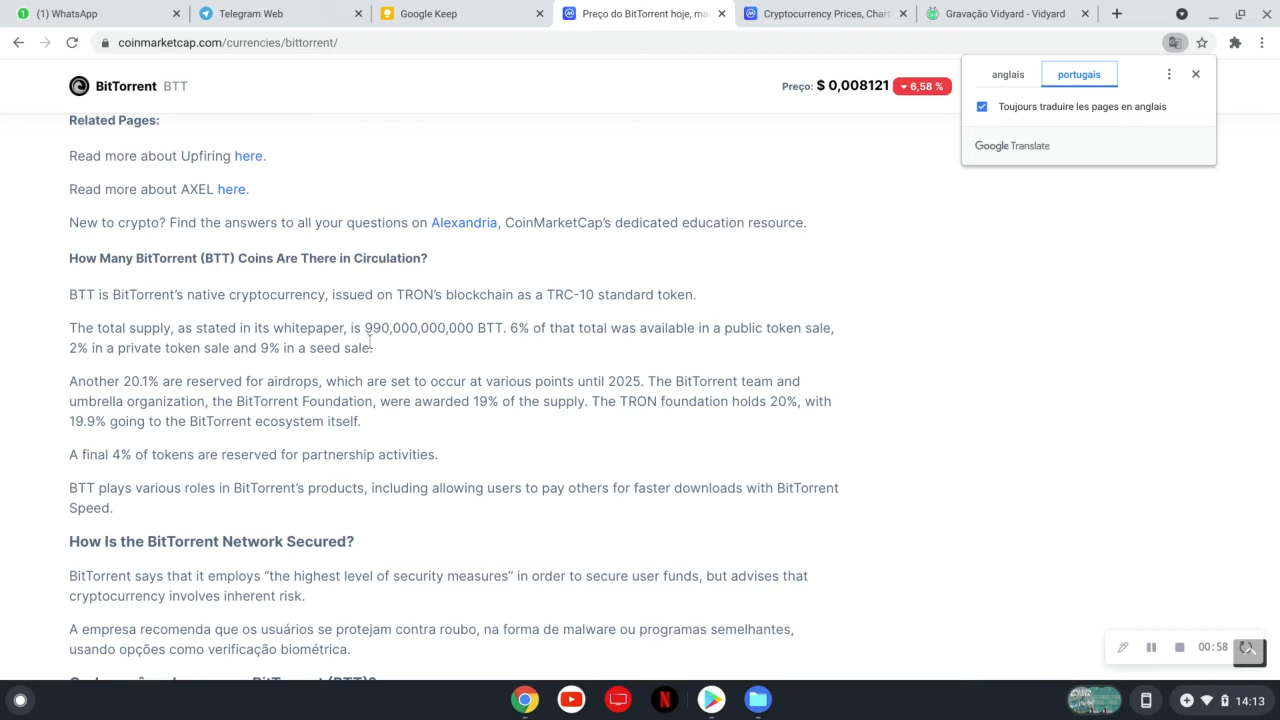 (1) WhatsApp
Telegram Web
Google Keep
Preço do BitTorrent hoje, ma
Cryptocurrency Prices, Chart
Gravação Vidyard - Vidyard
coinmarketcap.com/currencies/bittorrent/
BitTorrent BTT
Preço: $ 0,008121 6,58 %
anglais
portugais
Toujours traduire les pages en anglais
Google Translate
Related Pages:
Read more about Upfiring here.
Read more about AXEL here.
New to crypto? Find the answers to all your questions on Alexandria, CoinMarketCap's dedicated education resource.
How Many BitTorrent (BTT) Coins Are There in Circulation?
BTT is BitTorrent's native cryptocurrency, issued on TRON's blockchain as a TRC-10 standard token.
The total supply, as stated in its whitepaper, is 990,000,000,000 BTT. 6% of that total was available in a public token sale,
2% in a private token sale and 9% in a seed sale.
Another 20.1% are reserved for airdrops, which are set to occur at various points until 2025. The BitTorrent team and
umbrella organization, the BitTorrent Foundation, were awarded 19% of the supply. The TRON foundation holds 20%, with
19.9% going to the BitTorrent ecosystem itself.
A final 4% of tokens are reserved for partnership activities.
BTT plays various roles in BitTorrent's products, including allowing users to pay others for faster downloads with BitTorrent
Speed.
How Is the BitTorrent Network Secured?
BitTorrent says that it employs “the highest level of security measures” in order to secure user funds, but advises that
cryptocurrency involves inherent risk.
A empresa recomenda que os usuários se protejam contra roubo, na forma de malware ou programas semelhantes,
usando opções como verificação biométrica.
00:58
14:13